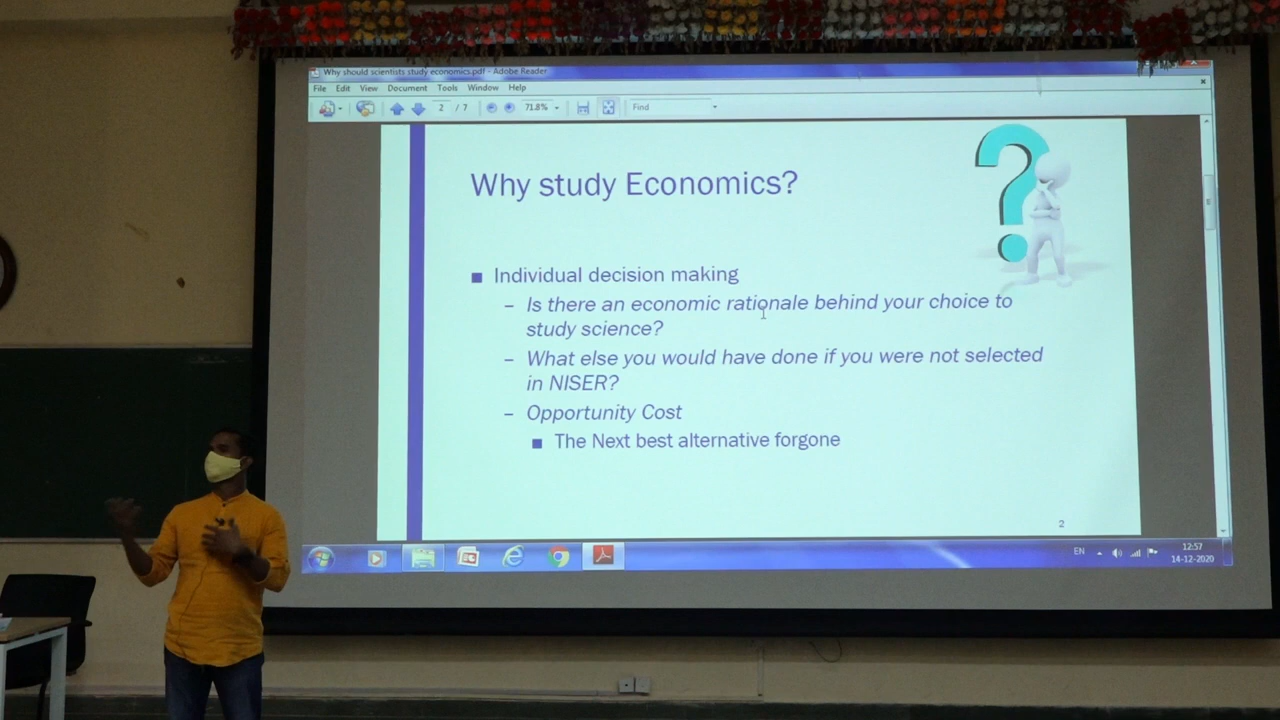 Why should scientists study economics.pdf - Adobe Reader
File Edit View Document Tools Window Help
2 / 7 71.8% Find
Why study Economics?
Individual decision making
– Is there an economic rationale behind your choice to
study science?
– What else you would have done if you were not selected
in NISER?
– Opportunity Cost
The Next best alternative forgone
2
EN 12:57
14-12-2020